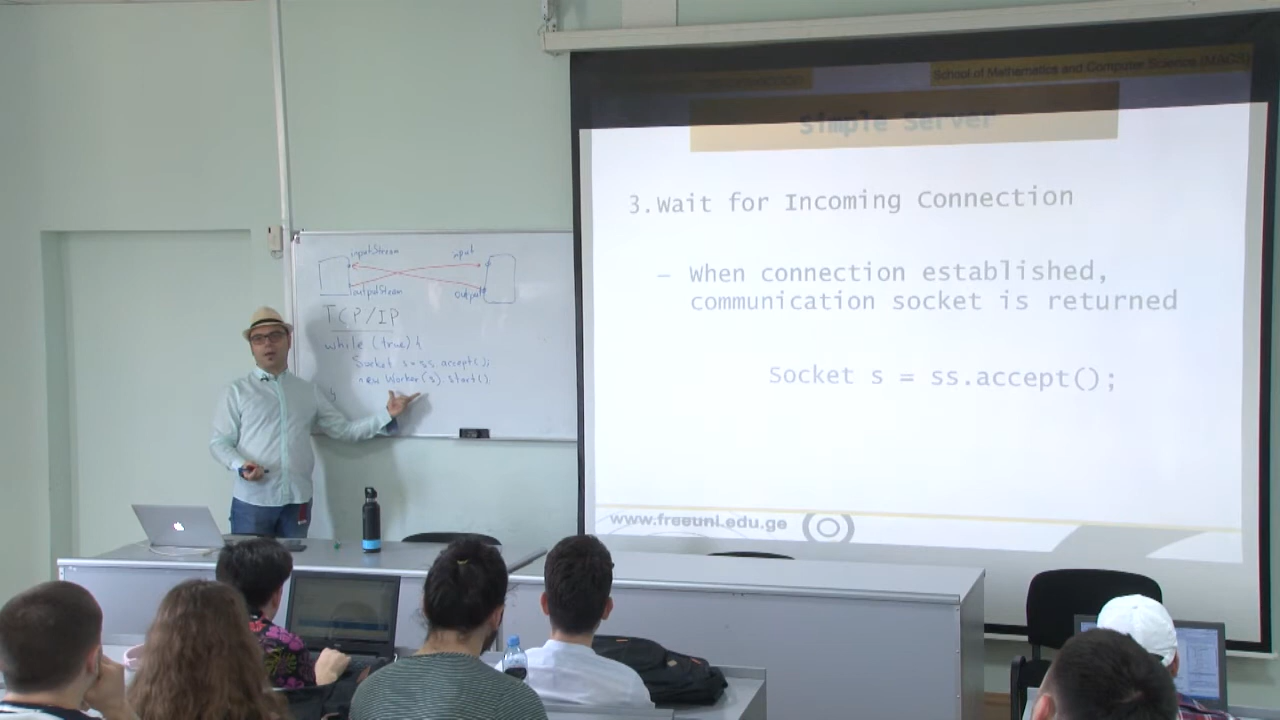 inputStream
input
outputStream
output
TCP/IP
while (true) {
Socket s = ss.accept();
new Worker(s).start()
}
School of Mathematics and Computer Science (MACS)
Simple Server
3.Wait for Incoming Connection
– When connection established,
communication socket is returned
Socket s = ss.accept();
www.freeuni.edu.ge